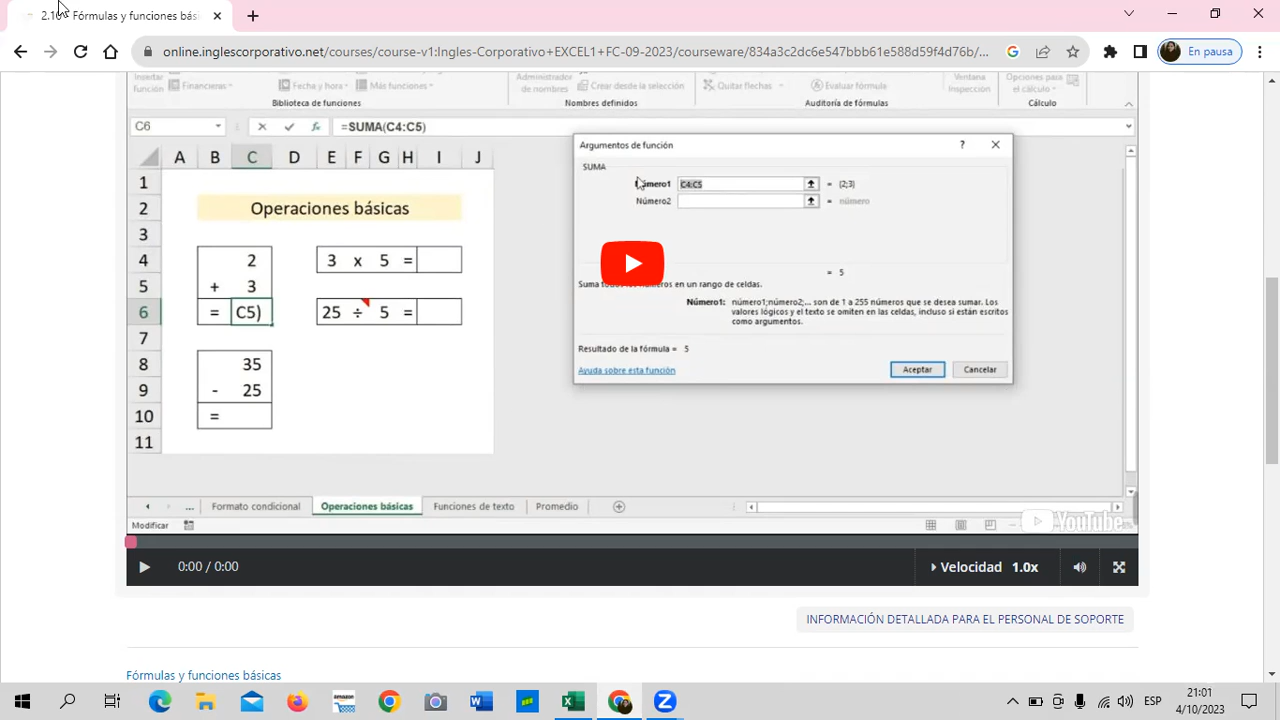 2.10 Fórmulas y funciones bási
online.inglescorporativo.net/courses/course-v1:Ingles-Corporativo+EXCEL1+FC-09-2023/courseware/834a3c2dc6e547bbb61e588d59f4d76b/...
En pausa
Insertar función
Financieras
Fecha y hora
Más funciones
Biblioteca de funciones
Administrador de nombres
Crear desde la selección
Nombres definidos
Quitar flechas
Evaluar fórmula
Auditoría de fórmulas
Ventana Inspección
Opciones para el cálculo
Cálculo
C6
=SUMA(C4:C5)
A B C D E F G H I J
1
2 Operaciones básicas
3
4 2 3 x 5 =
5 + 3
6 = C5) 25 ÷ 5 =
7
8 35
9 - 25
10 =
11
Argumentos de función
? ×
SUMA
Número1 C4:C5 = {2;3}
Número2 = número
= 5
Suma todos los números en un rango de celdas.
Número1: número1;número2;... son de 1 a 255 números que se desea sumar. Los
valores lógicos y el texto se omiten en las celdas, incluso si están escritos
como argumentos.
Resultado de la fórmula = 5
Ayuda sobre esta función
Aceptar Cancelar
... Formato condicional Operaciones básicas Funciones de texto Promedio
Modificar
YouTube
0:00 / 0:00 Velocidad 1.0x
INFORMACIÓN DETALLADA PARA EL PERSONAL DE SOPORTE
Fórmulas y funciones básicas
amazon
ESP
21:01
4/10/2023